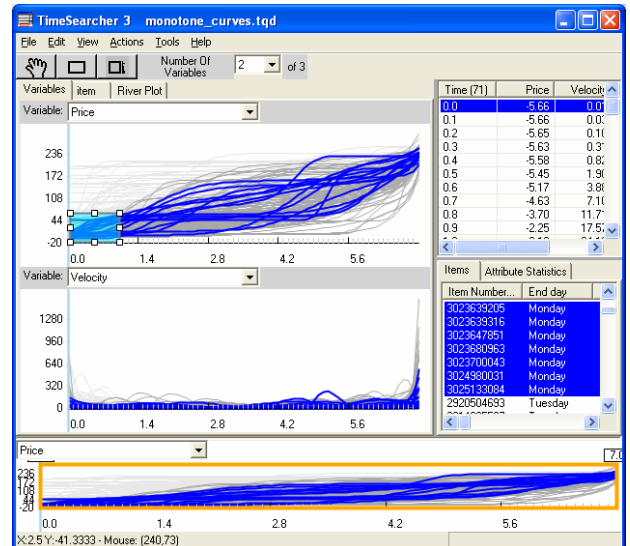 TimeSearcher 3 monotone_curves.tqd
File Edit View Actions Tools Help
Number Of Variables 2 of 3
Variables item River Plot
Variable: Price
236
172
108
44
-20
0.0 1.4 2.8 4.2 5.6
Variable: Velocity
1280
960
640
320
0
0.0 1.4 2.8 4.2 5.6
Time (71) Price Velocity
0.0 -5.66
0.1 -5.66
0.2 -5.65
0.3 -5.63
0.4 -5.58
0.5 -5.45
0.6 -5.17
0.7 -4.63
0.8 -3.70
0.9 -2.25
Items Attribute Statistics
Item Number... End day
3023639205 Monday
3023639316 Monday
3023647851 Monday
3023680963 Monday
3023700043 Monday
3024980031 Monday
3025133084 Monday
2920504693 Tuesday
Price
236
172
108
44
-20
0.0 1.4 2.8 4.2 5.6
X:2.5 Y:-41.3333 - Mouse: (240,73)